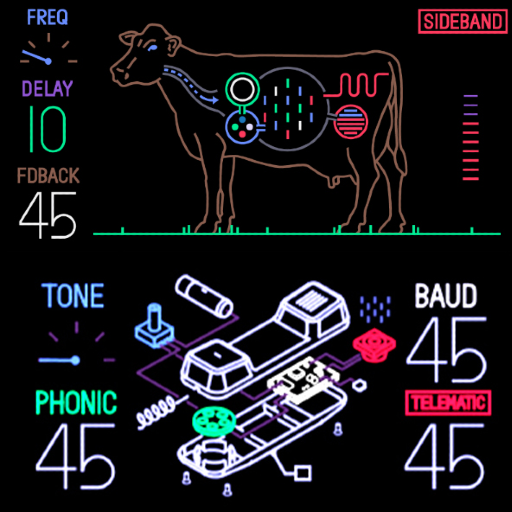 FREQ
SIDEBAND
DELAY
10
FDBACK
45
TONE
BAUD
45
PHONIC
TELEMATIC
45
45